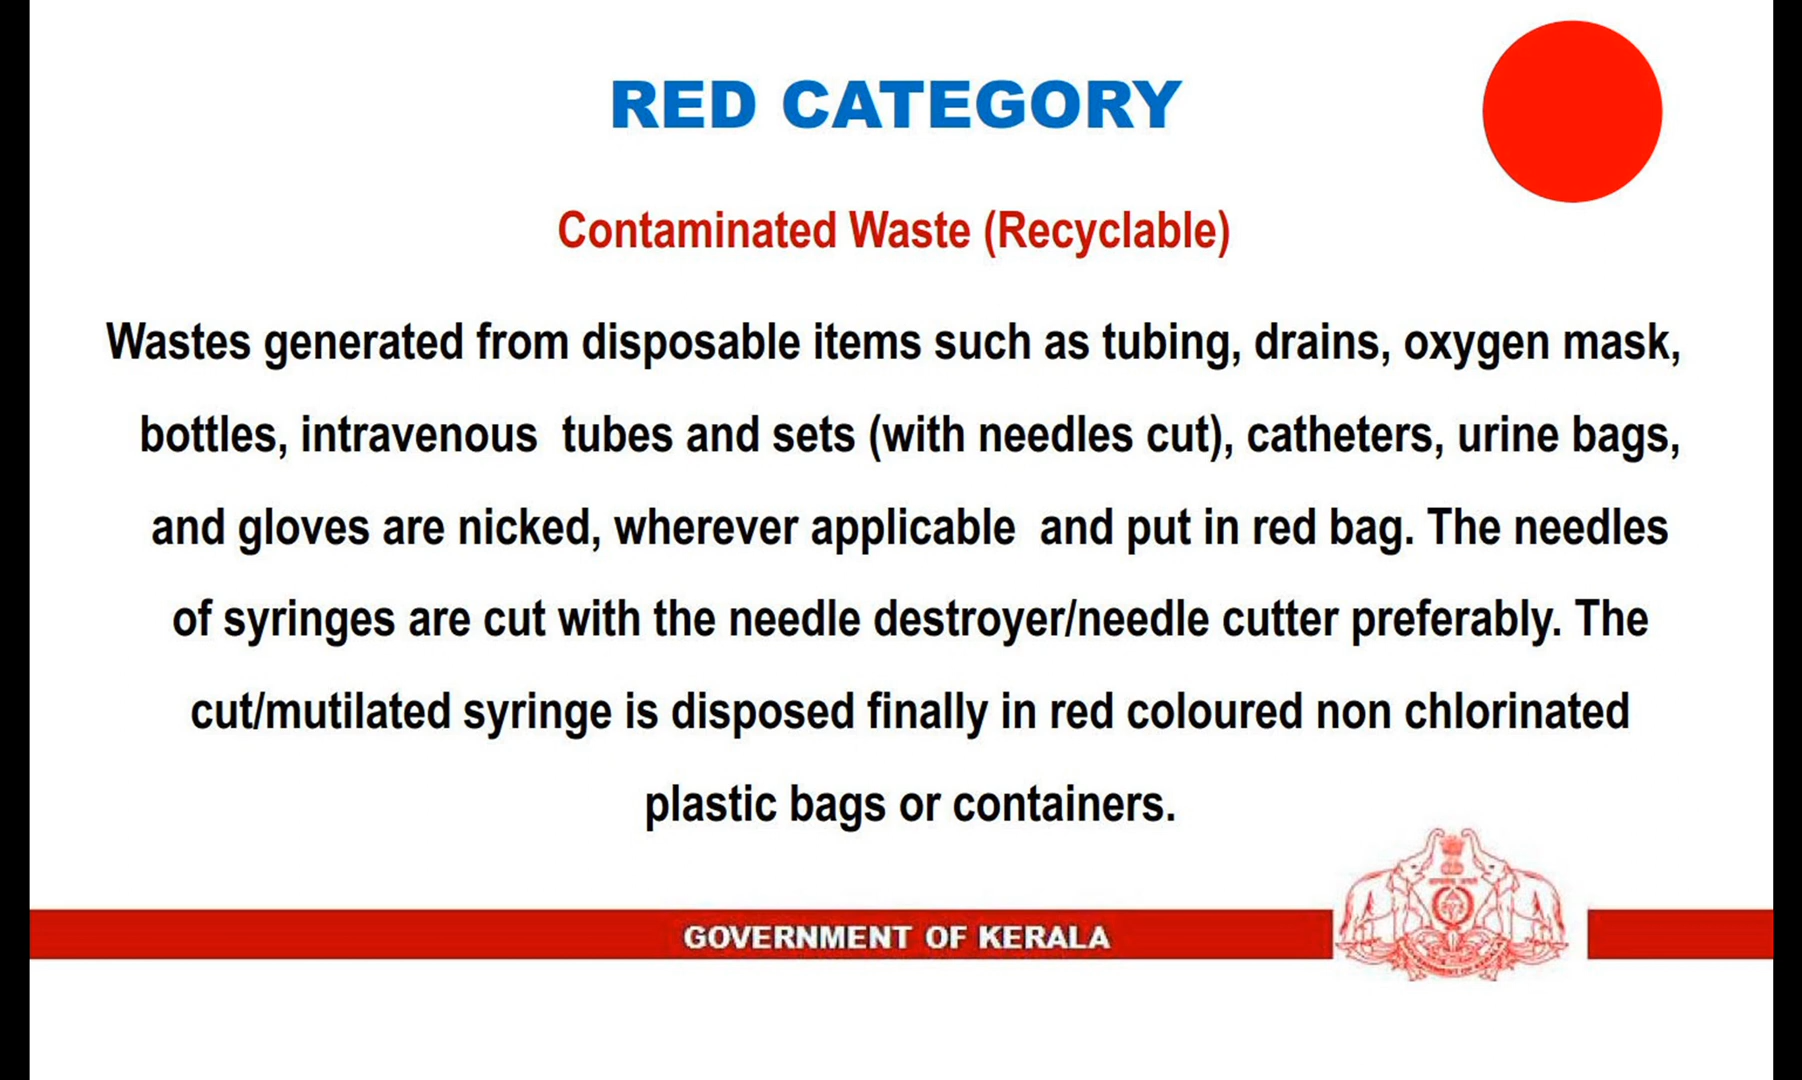 RED CATEGORY
Contaminated Waste (Recyclable)
Wastes generated from disposable items such as tubing, drains, oxygen mask,
bottles, intravenous  tubes and sets (with needles cut), catheters, urine bags,
and gloves are nicked, wherever applicable  and put in red bag. The needles
of syringes are cut with the needle destroyer/needle cutter preferably. The
cut/mutilated syringe is disposed finally in red coloured non chlorinated
plastic bags or containers.
GOVERNMENT OF KERALA